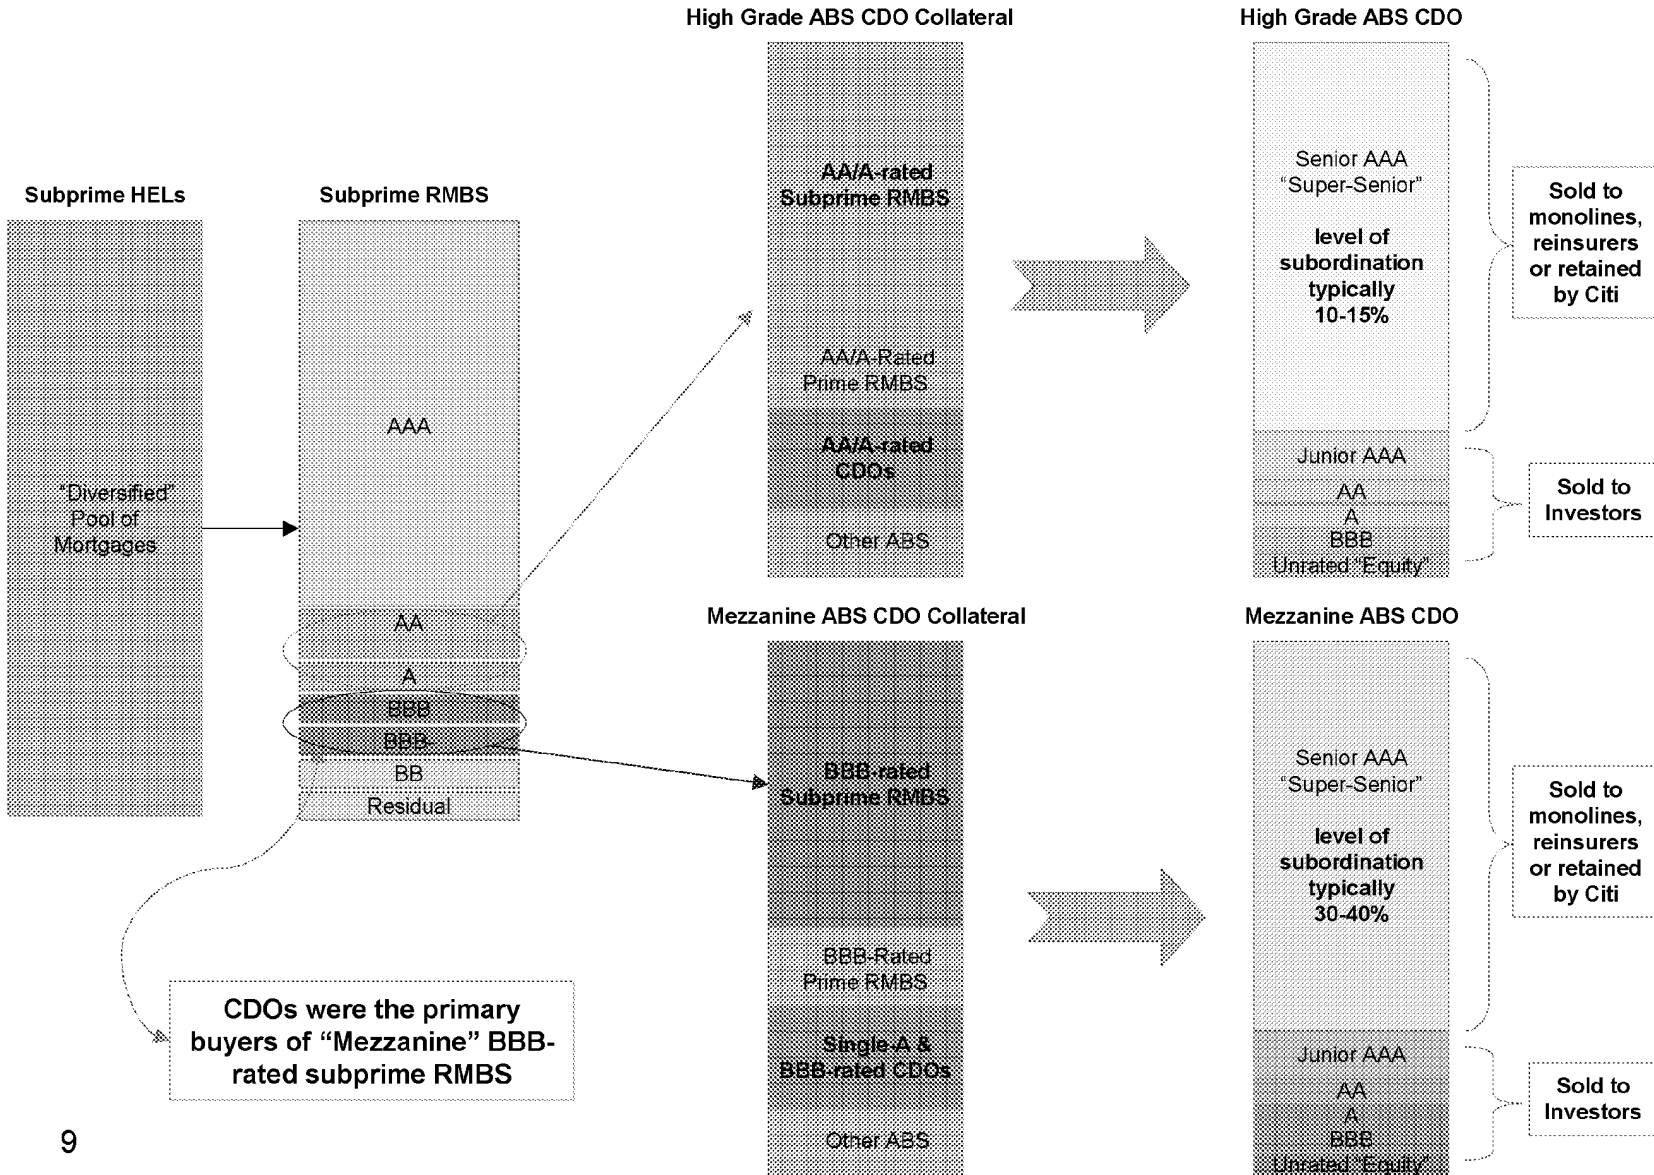 Subprime HELs
"Diversified"
Pool of
Mortgages
Subprime RMBS
AAA
AA
A
BBB
BBB-
BB
Residual
CDOs were the primary
buyers of “Mezzanine” BBB-
rated subprime RMBS
High Grade ABS CDO Collateral
AA/A-rated
Subprime RMBS
AA/A-Rated
Prime RMBS
AA/A-rated
CDOs
Other ABS
High Grade ABS CDO
Senior AAA
“Super-Senior”
level of
subordination
typically
10-15%
Junior AAA
AA
A
BBB
Unrated “Equity”
Sold to
monolines,
reinsurers
or retained
by Citi
Sold to
Investors
Mezzanine ABS CDO Collateral
BBB-rated
Subprime RMBS
BBB-Rated
Prime RMBS
Single-A &
BBB-rated CDOs
Other ABS
Mezzanine ABS CDO
Senior AAA
“Super-Senior”
level of
subordination
typically
30-40%
Junior AAA
AA
A
BBB
Unrated “Equity”
Sold to
monolines,
reinsurers
or retained
by Citi
Sold to
Investors
9